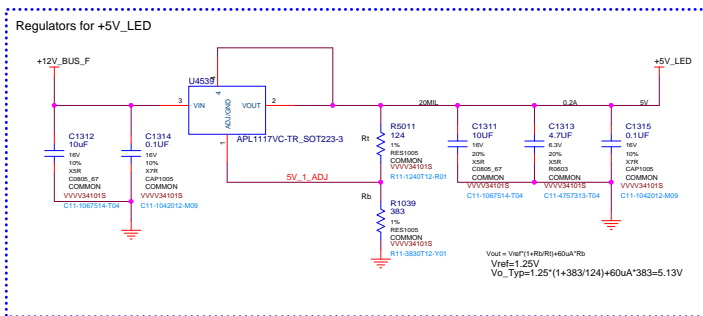 Regulators for +5V_LED
+12V_BUS_F
+5V_LED
U4539
4
4
3
VIN
VOUT
2
ADJ/GND
1
APL1117VC-TR_SOT223-3
20MIL
0.2A
5V
C1312
10uF
16V
10%
X5R
C0805_67
COMMON
VVVV34101S
C11-1067514-T04
C1314
0.1UF
16V
10%
X7R
CAP1005
COMMON
VVVV34101S
C11-1042012-M09
Rt
R5011
124
1%
RES1005
COMMON
VVVV34101S
R11-1240T12-R01
5V_1_ADJ
Rb
R1039
383
1%
RES1005
COMMON
VVVV34101S
R11-3830T12-Y01
C1311
10UF
16V
20%
X5R
C0805_67
COMMON
VVVV34101S
C11-1067514-T04
C1313
4.7UF
6.3V
20%
X5R
R0603
COMMON
VVVV34101S
C11-4757313-T04
C1315
0.1UF
16V
10%
X7R
CAP1005
COMMON
VVVV34101S
C11-1042012-M09
Vout = Vref*(1+Rb/Rt)+60uA*Rb
Vref=1.25V
Vo_Typ=1.25*(1+383/124)+60uA*383=5.13V